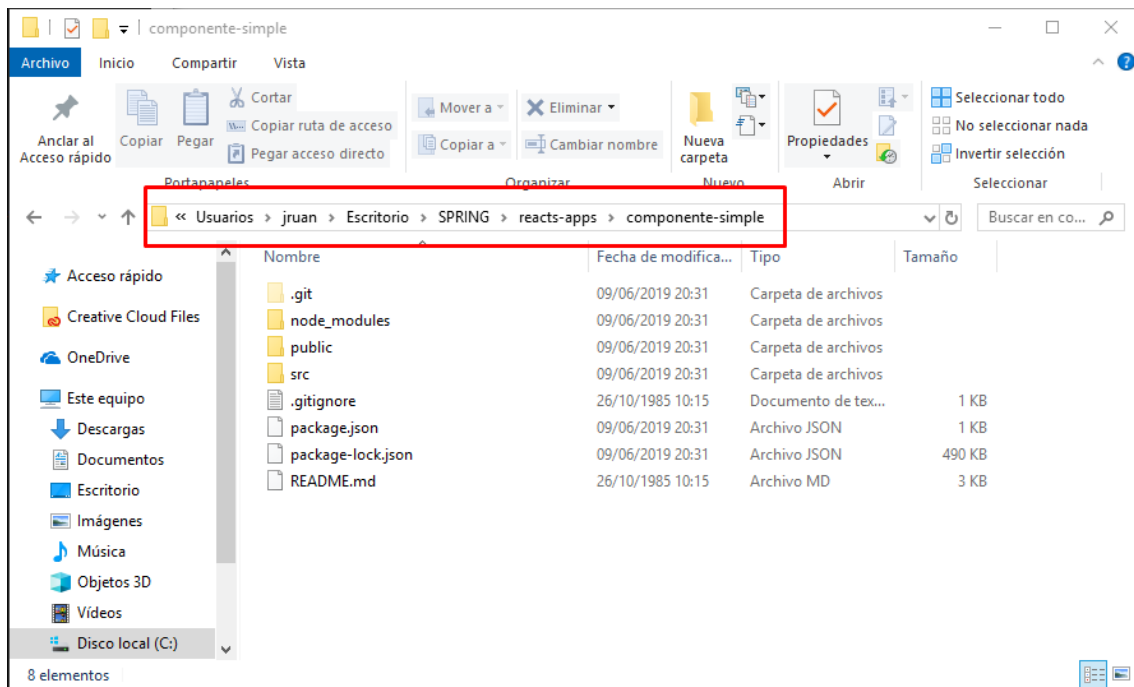 componente-simple
Archivo Inicio Compartir Vista
Anclar al Acceso rápido
Copiar
Pegar
Cortar
Copiar ruta de acceso
Pegar acceso directo
Mover a
Copiar a
Eliminar
Cambiar nombre
Nueva carpeta
Propiedades
Seleccionar todo
No seleccionar nada
Invertir selección
Portapapeles Organizar Nuevo Abrir Seleccionar
« Usuarios > jruan > Escritorio > SPRING > reacts-apps > componente-simple
Buscar en co...
Nombre Fecha de modifica... Tipo Tamaño
.git 09/06/2019 20:31 Carpeta de archivos
node_modules 09/06/2019 20:31 Carpeta de archivos
public 09/06/2019 20:31 Carpeta de archivos
src 09/06/2019 20:31 Carpeta de archivos
.gitignore 26/10/1985 10:15 Documento de tex... 1 KB
package.json 09/06/2019 20:31 Archivo JSON 1 KB
package-lock.json 09/06/2019 20:31 Archivo JSON 490 KB
README.md 26/10/1985 10:15 Archivo MD 3 KB
Acceso rápido
Creative Cloud Files
OneDrive
Este equipo
Descargas
Documentos
Escritorio
Imágenes
Música
Objetos 3D
Vídeos
Disco local (C:)
8 elementos